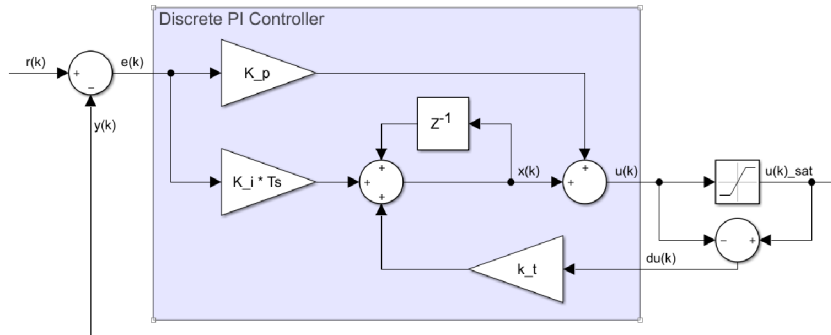 Discrete PI Controller
r(k)
+
−
e(k)
y(k)
K_p
K_i * Ts
z-1
+
+
+
x(k)
+
+
u(k)
u(k)_sat
−
+
du(k)
k_t